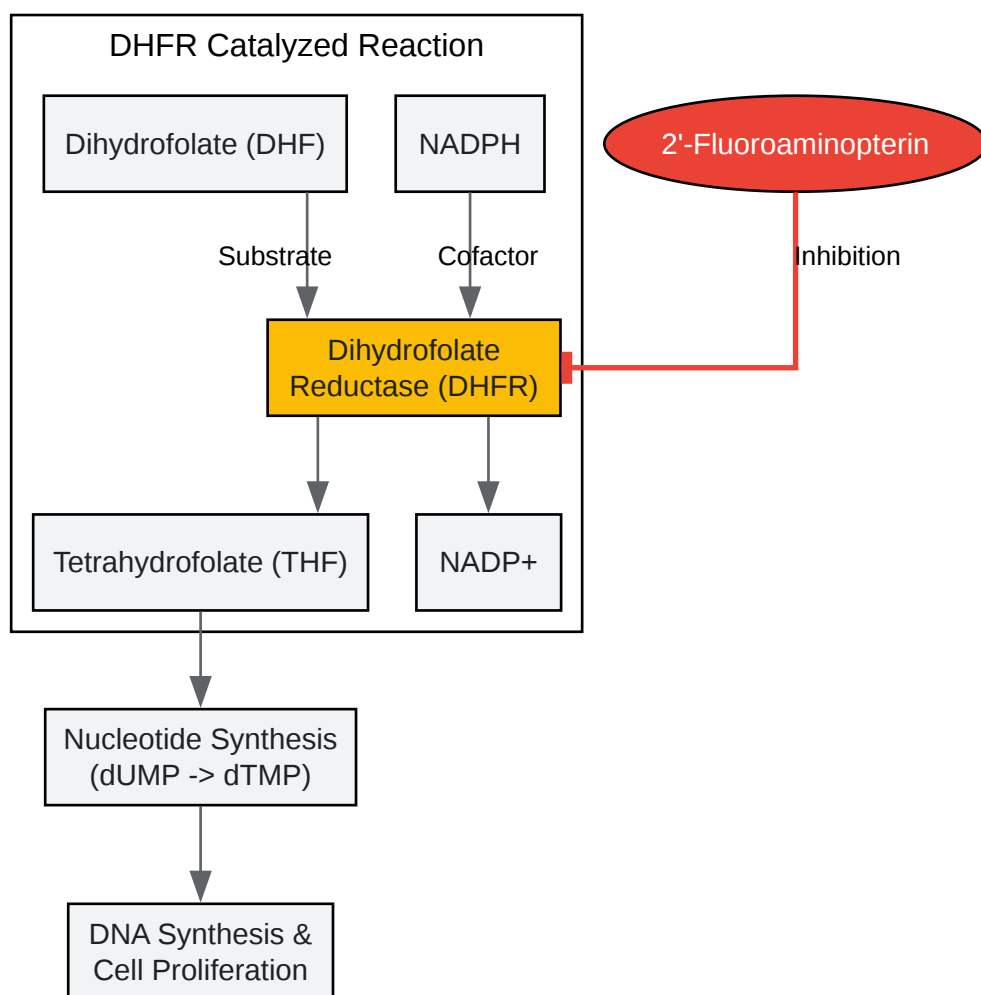 DHFR Catalyzed Reaction
Dihydrofolate (DHF)
NADPH
2'-Fluoroaminopterin
Substrate
Cofactor
Inhibition
Dihydrofolate
Reductase (DHFR)
Tetrahydrofolate (THF)
NADP+
Nucleotide Synthesis
(dUMP -> dTMP)
DNA Synthesis &
Cell Proliferation